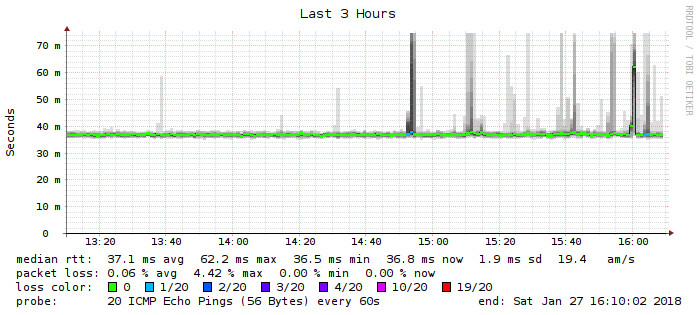 Last 3 Hours
RRDTOOL / TOBI OETIKER
Seconds
70 m
60 m
50 m
40 m
30 m
20 m
10 m
0
13:20 13:40 14:00 14:20 14:40 15:00 15:20 15:40 16:00
median rtt: 37.1 ms avg 62.2 ms max 36.5 ms min 36.8 ms now 1.9 ms sd 19.4 am/s
packet loss: 0.06 % avg 4.42 % max 0.00 % min 0.00 % now
loss color: 0 1/20 2/20 3/20 4/20 10/20 19/20
probe: 20 ICMP Echo Pings (56 Bytes) every 60s end: Sat Jan 27 16:10:02 2018